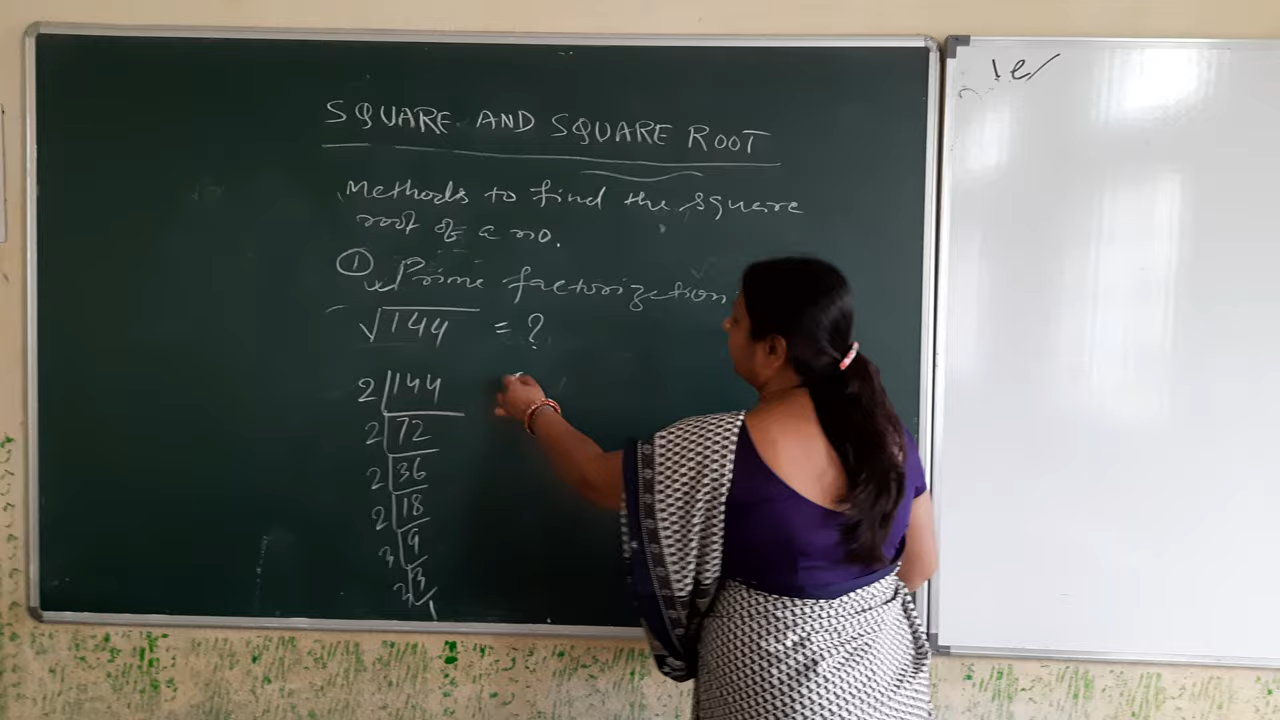 SQUARE AND SQUARE ROOT
Methods to find the square
root of a no.
① Prime factorization
√144 = ?
2 | 144
2 | 72
2 | 36
2 | 18
3 | 9
3 | 3
1